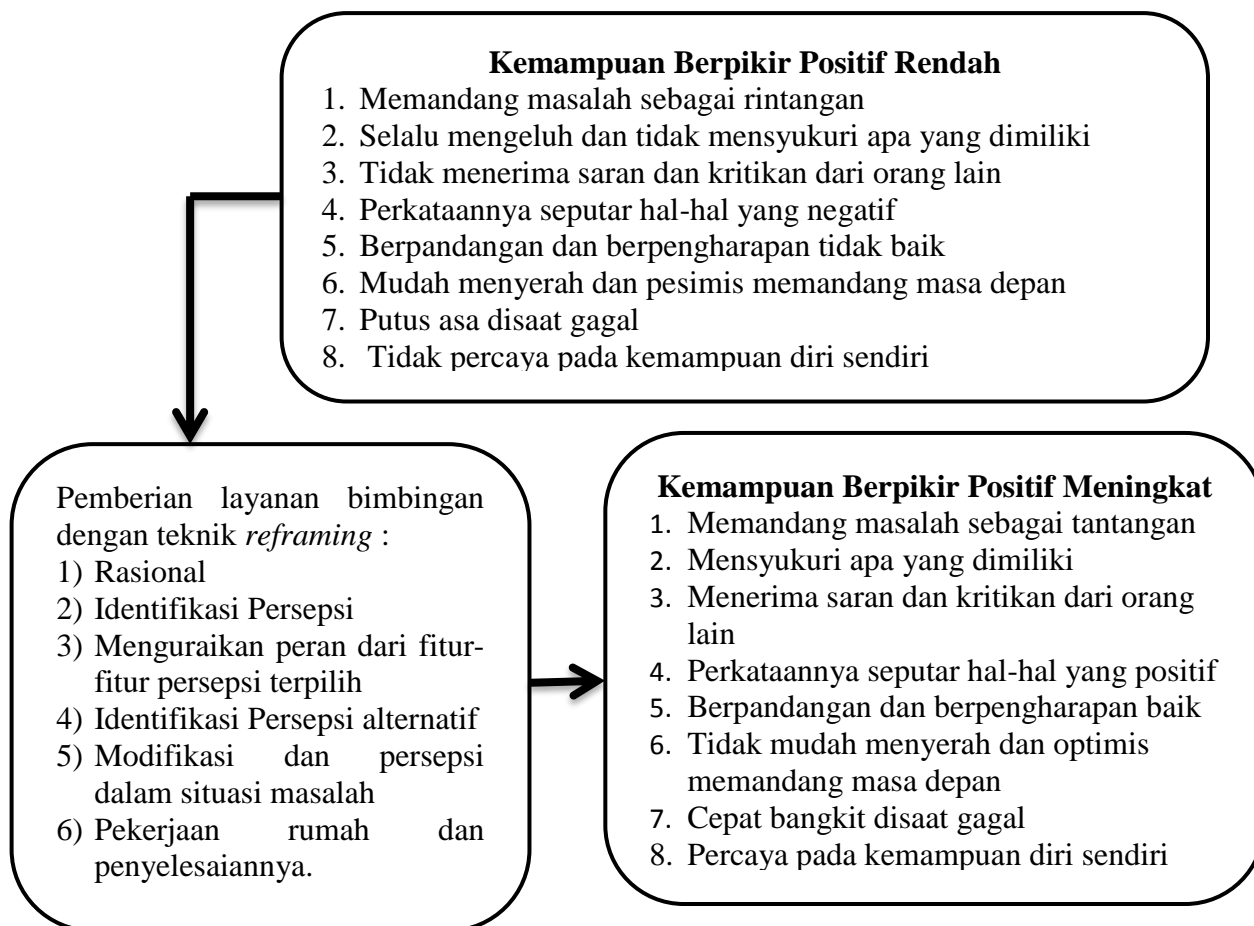 Kemampuan Berpikir Positif Rendah
1. Memandang masalah sebagai rintangan
2. Selalu mengeluh dan tidak mensyukuri apa yang dimiliki
3. Tidak menerima saran dan kritikan dari orang lain
4. Perkataannya seputar hal-hal yang negatif
5. Berpandangan dan berpengharapan tidak baik
6. Mudah menyerah dan pesimis memandang masa depan
7. Putus asa disaat gagal
8. Tidak percaya pada kemampuan diri sendiri
Pemberian layanan bimbingan
dengan teknik reframing :
1) Rasional
2) Identifikasi Persepsi
3) Menguraikan peran dari fitur-
fitur persepsi terpilih
4) Identifikasi Persepsi alternatif
5) Modifikasi dan persepsi
dalam situasi masalah
6) Pekerjaan rumah dan
penyelesaiannya.
Kemampuan Berpikir Positif Meningkat
1. Memandang masalah sebagai tantangan
2. Mensyukuri apa yang dimiliki
3. Menerima saran dan kritikan dari orang
lain
4. Perkataannya seputar hal-hal yang positif
5. Berpandangan dan berpengharapan baik
6. Tidak mudah menyerah dan optimis
memandang masa depan
7. Cepat bangkit disaat gagal
8. Percaya pada kemampuan diri sendiri